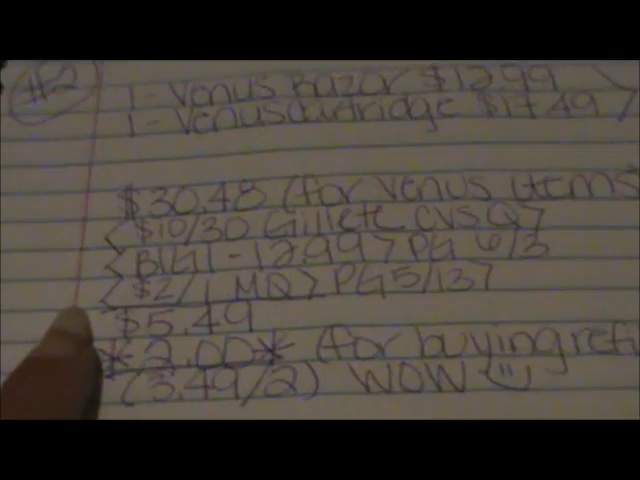 #2
1 - Venus Razor $12.99
1 - Venus Cartridge $17.49
$30.48 (for Venus items
<$10/30 Gillete CVS Q>
<B1G1 - 12.99> PG 6/3
<$2/1 MQ> PG 5/13>
$5.49
*-2.00* (for buying refi
(3.49/2) WOW